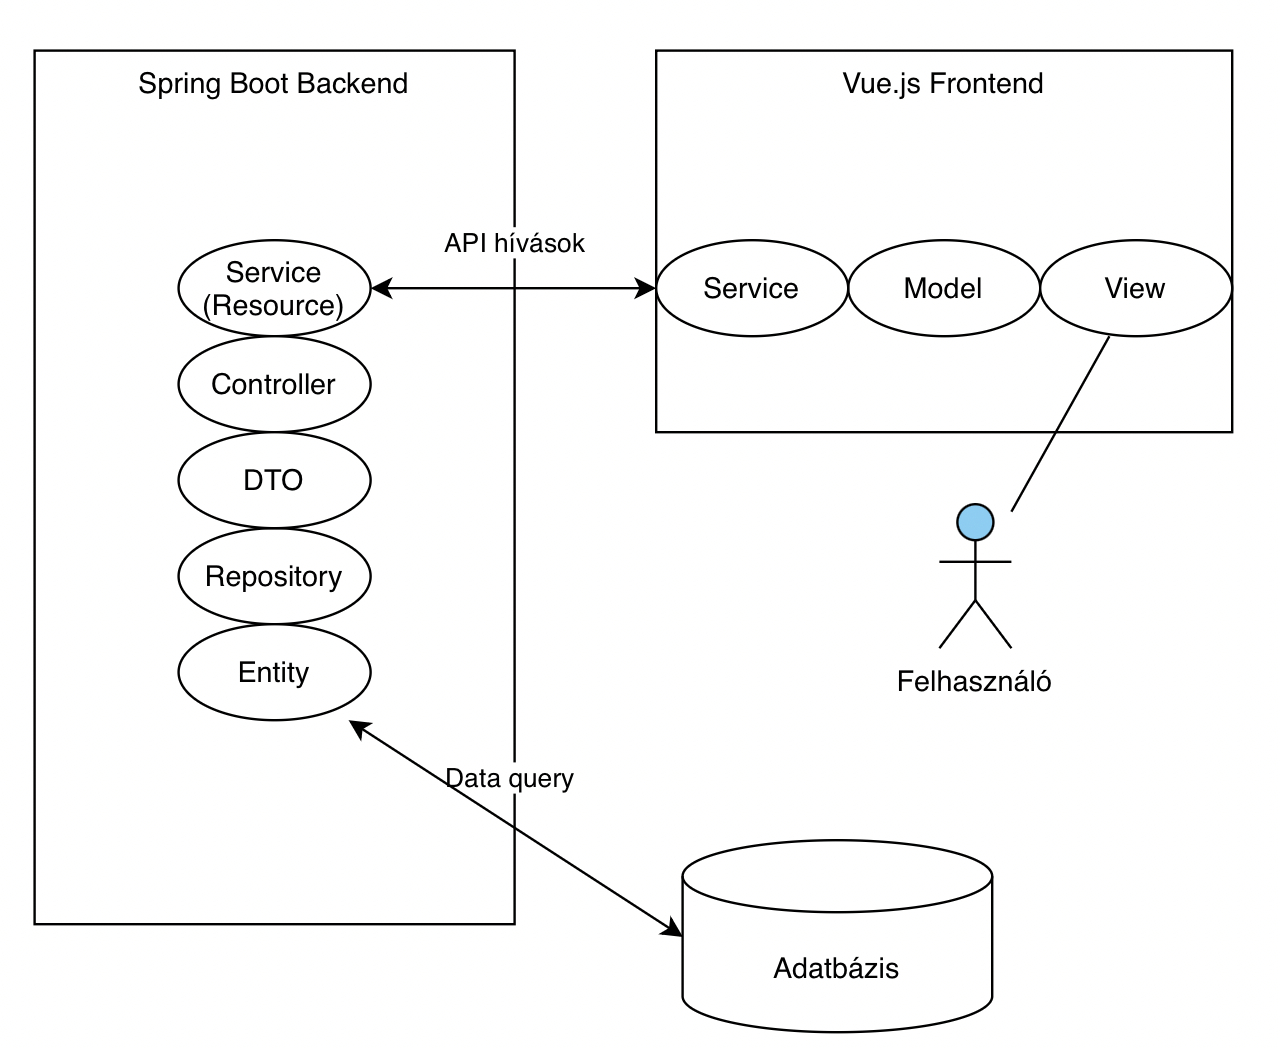 Spring Boot Backend
Vue.js Frontend
API hívások
Service
(Resource)
Service
Model
View
Controller
DTO
Repository
Entity
Felhasználó
Data query
Adatbázis